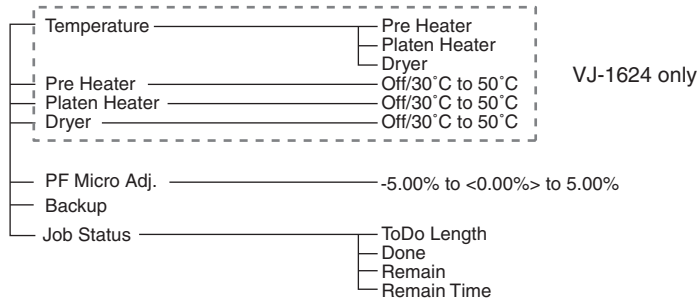 Temperature Pre Heater
Platen Heater
Dryer
Pre Heater Off/30˚C to 50˚C
Platen Heater Off/30˚C to 50˚C
Dryer Off/30˚C to 50˚C
VJ-1624 only
PF Micro Adj. -5.00% to <0.00%> to 5.00%
Backup
Job Status ToDo Length
Done
Remain
Remain Time